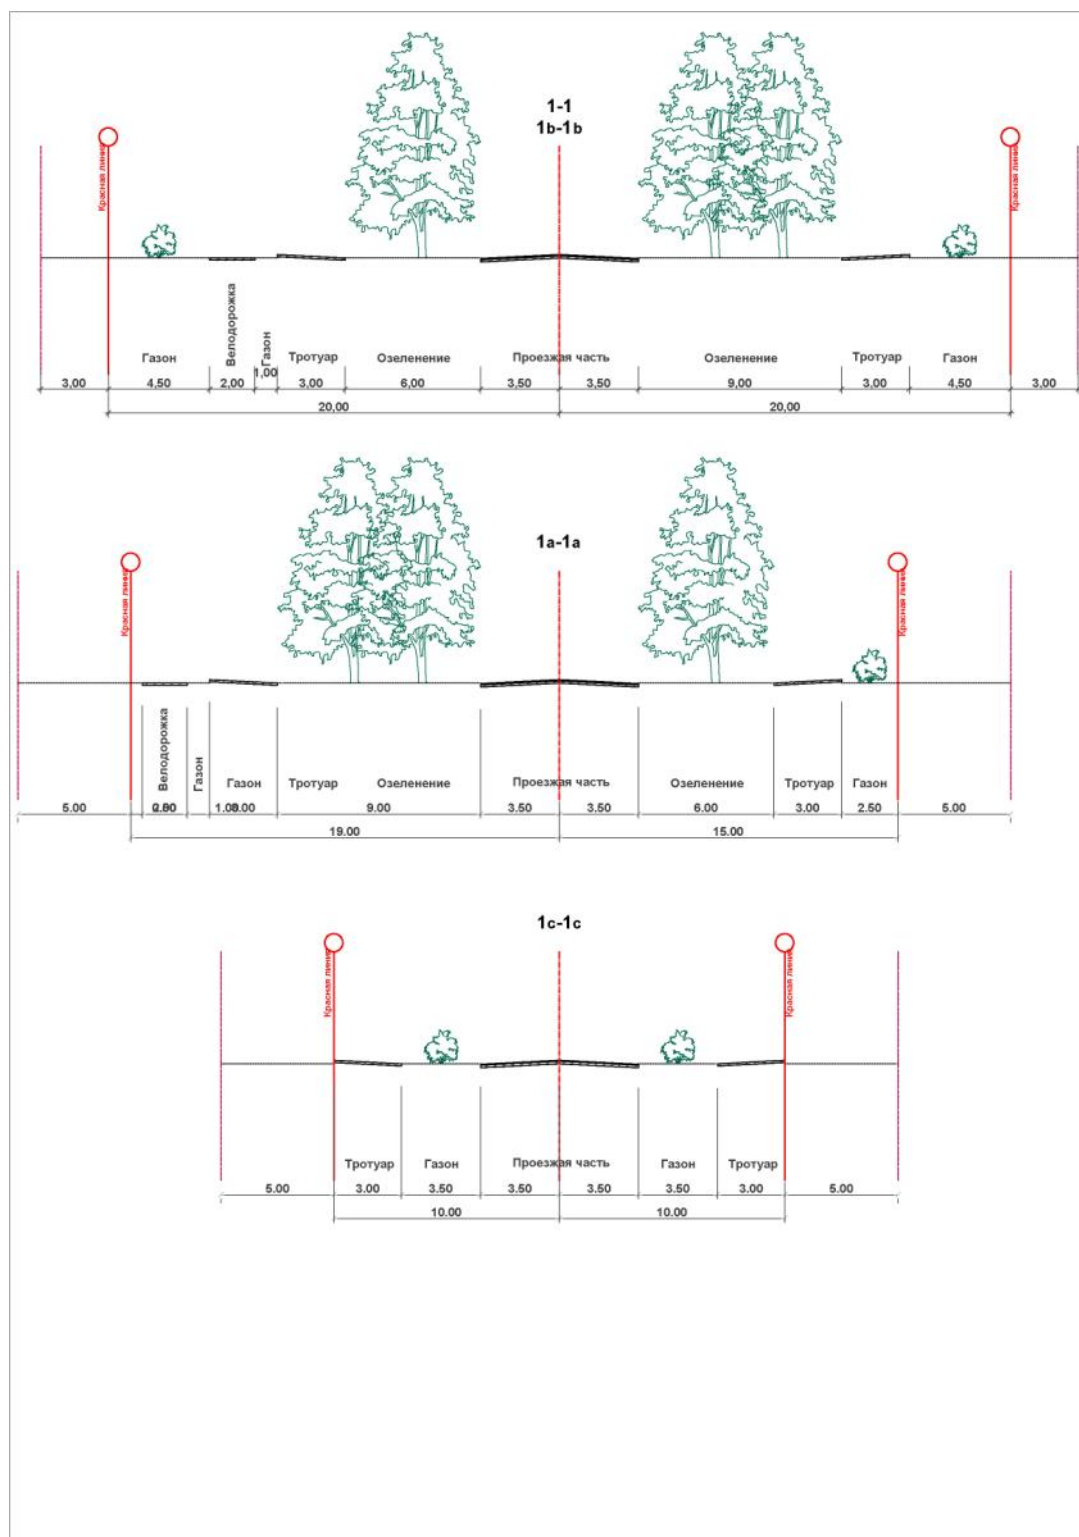 1-1
1b-1b
Красная линия
Красная линия
Газон
Велодорожка
Газон
Тротуар
Озеленение
Проезжая часть
Озеленение
Тротуар
Газон
3,00 4,50 2,00 1,00 3,00 6,00 3,50 3,50 9,00 3,00 4,50 3,00
20,00 20,00
1a-1a
Красная линия
Красная линия
Велодорожка
Газон
Газон
Тротуар
Озеленение
Проезжая часть
Озеленение
Тротуар
Газон
5.00 9.00 3.50 3.50 6.00 3.00 2.50 5.00
19.00 15.00
1c-1c
Красная линия
Красная линия
Тротуар Газон Проезжая часть Газон Тротуар
5.00 3.00 3.50 3.50 3.50 3.50 3.00 5.00
10.00 10.00